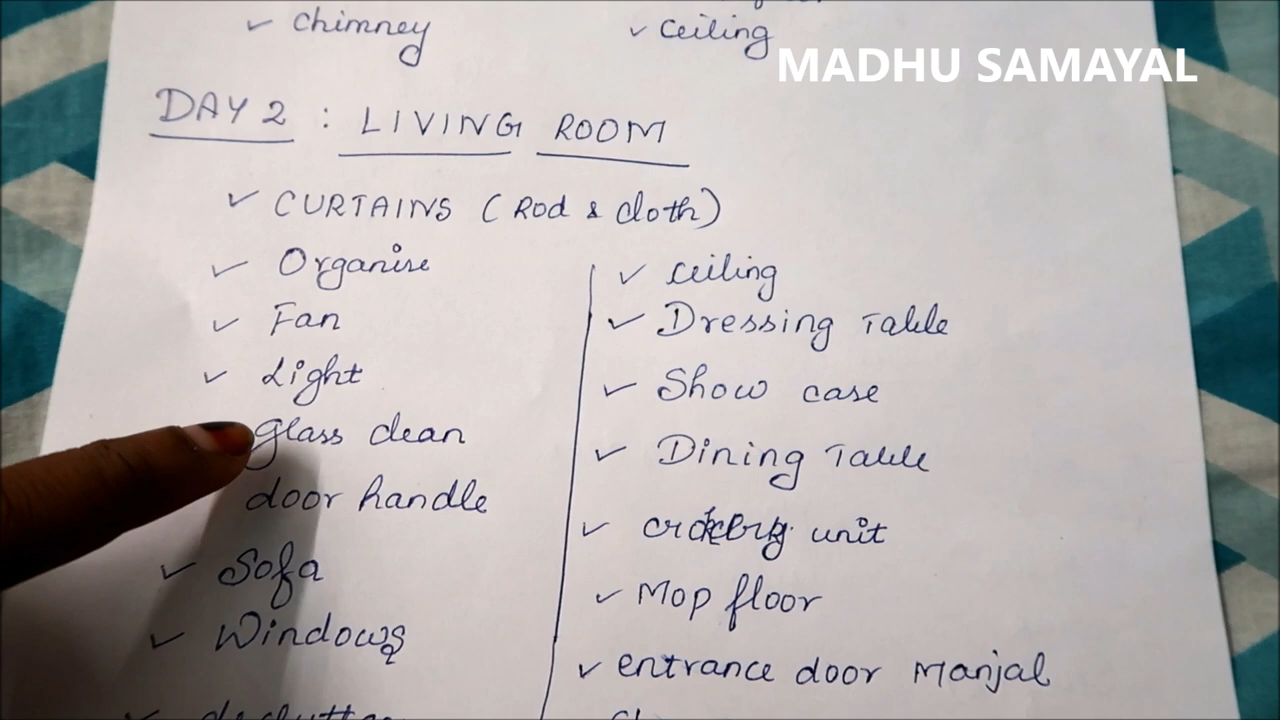 ✓ Chimney
✓ Ceiling
MADHU SAMAYAL
DAY 2 : LIVING ROOM
✓ CURTAINS (Rod & cloth)
✓ Organise
✓ Fan
✓ Light
Glass clean
door handle
✓ Sofa
✓ Windows
✓ ceiling
✓ Dressing Table
✓ Show case
✓ Dining Table
✓ unit
✓ Mop floor
✓ entrance door Manjal